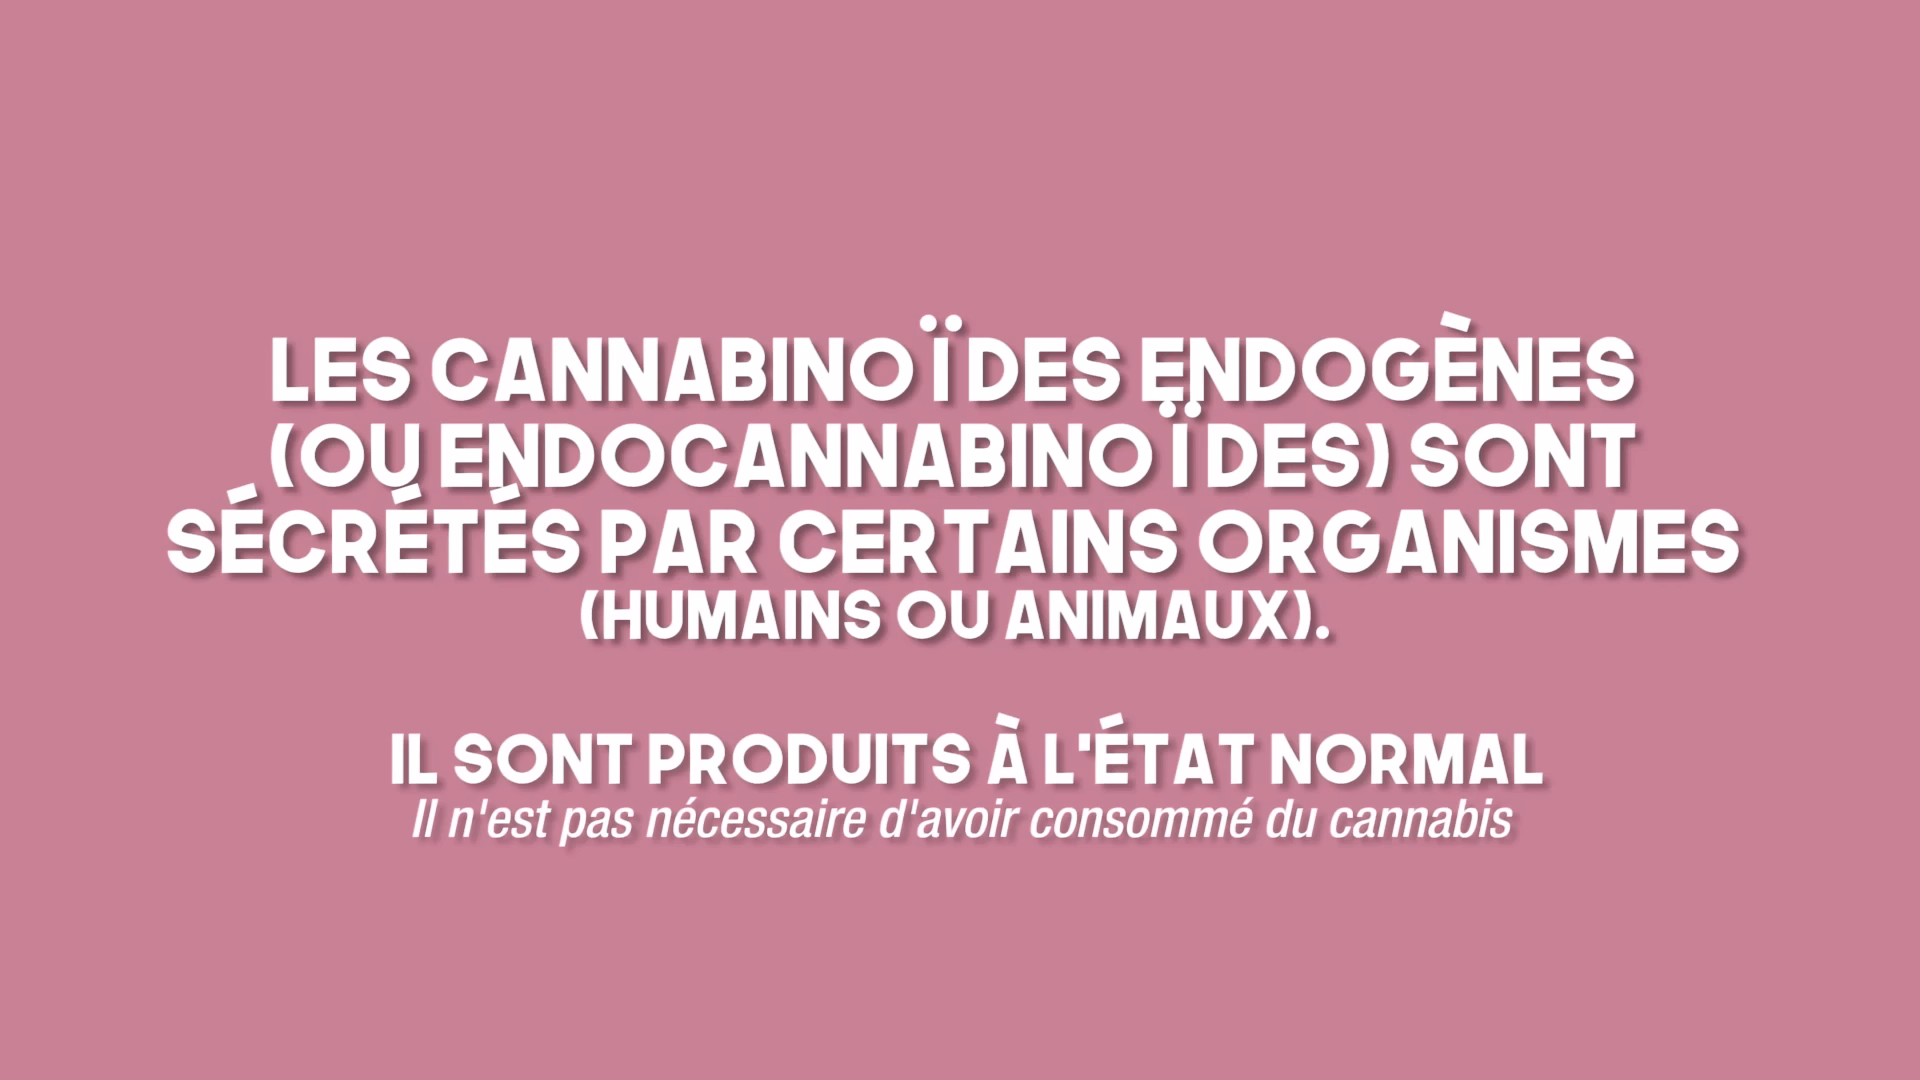 LES CANNABINOÏDES ENDOGÈNES
(OU ENDOCANNABINOÏDES) SONT
SÉCRÉTÉS PAR CERTAINS ORGANISMES
(HUMAINS OU ANIMAUX).
IL SONT PRODUITS À L'ÉTAT NORMAL
Il n'est pas nécessaire d'avoir consommé du cannabis